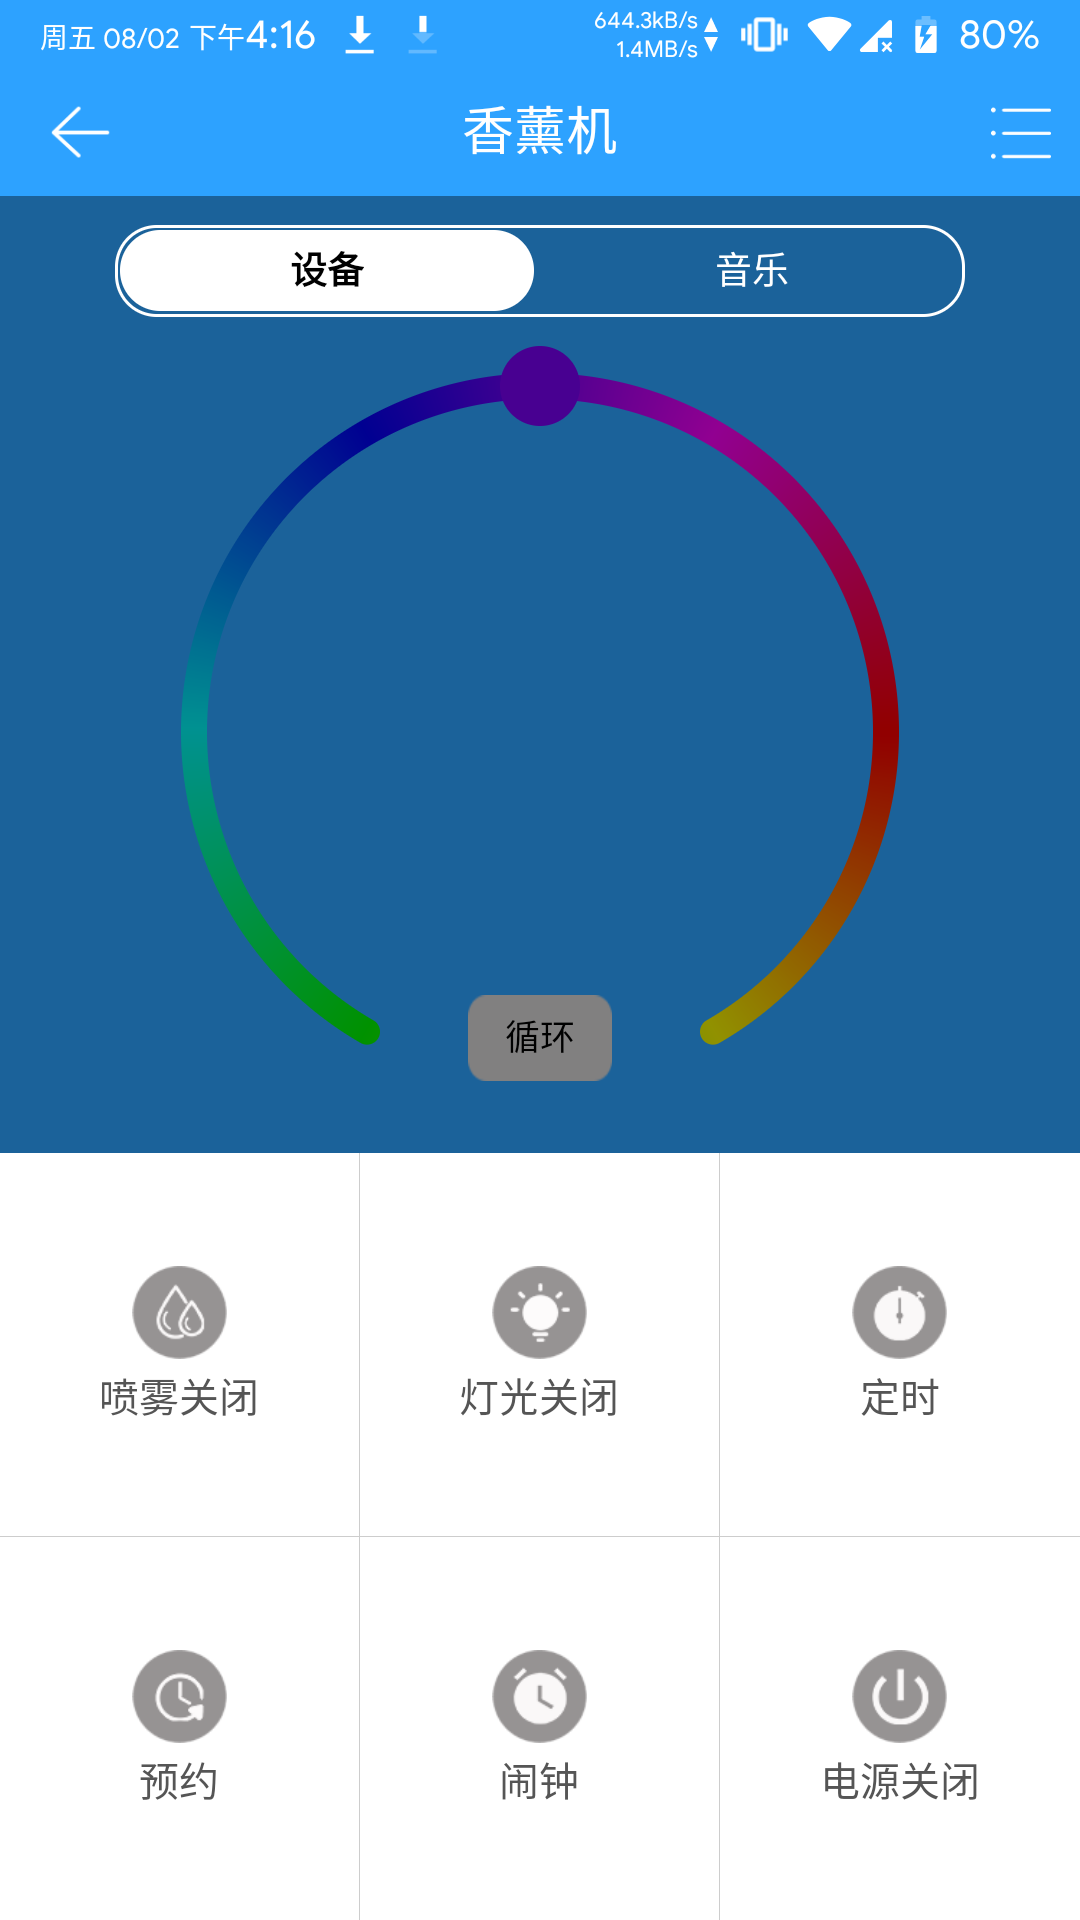 周五 08/02 下午4:16 644.3kB/s 80%
1.4MB/s
香薰机
设备 音乐
循环
喷雾关闭 灯光关闭 定时
预约 闹钟 电源关闭